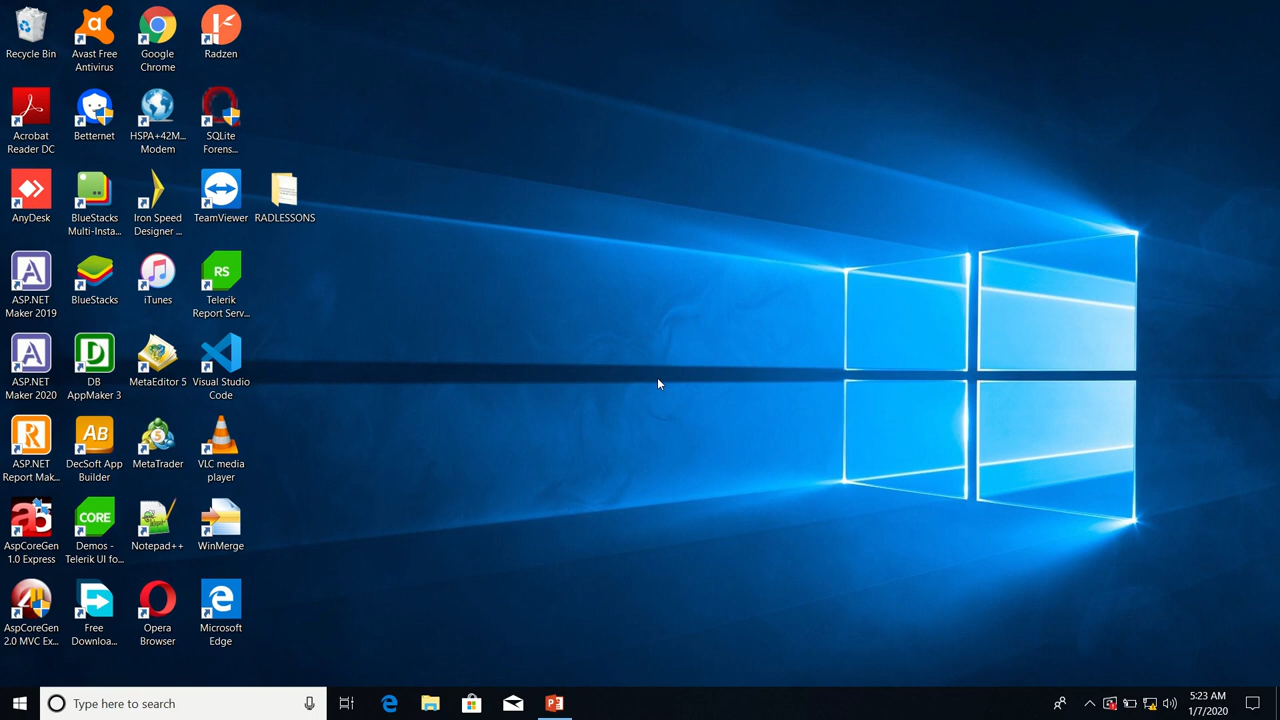 Recycle Bin
Avast Free
Antivirus
Google
Chrome
Radzen
Acrobat
Reader DC
Betternet
HSPA+42M...
Modem
SQLite
Forens...
AnyDesk
BlueStacks
Multi-Insta...
Iron Speed
Designer ...
TeamViewer
RADLESSONS
ASP.NET
Maker 2019
BlueStacks
iTunes
RS
Telerik
Report Serv...
ASP.NET
Maker 2020
DB
AppMaker 3
MetaEditor 5
Visual Studio
Code
ASP.NET
Report Mak...
AB
DecSoft App
Builder
MetaTrader
VLC media
player
AspCoreGen
1.0 Express
CORE
Demos -
Telerik UI fo...
Notepad++
WinMerge
AspCoreGen
2.0 MVC Ex...
Free
Downloa...
Opera
Browser
Microsoft
Edge
Type here to search
5:23 AM
1/7/2020